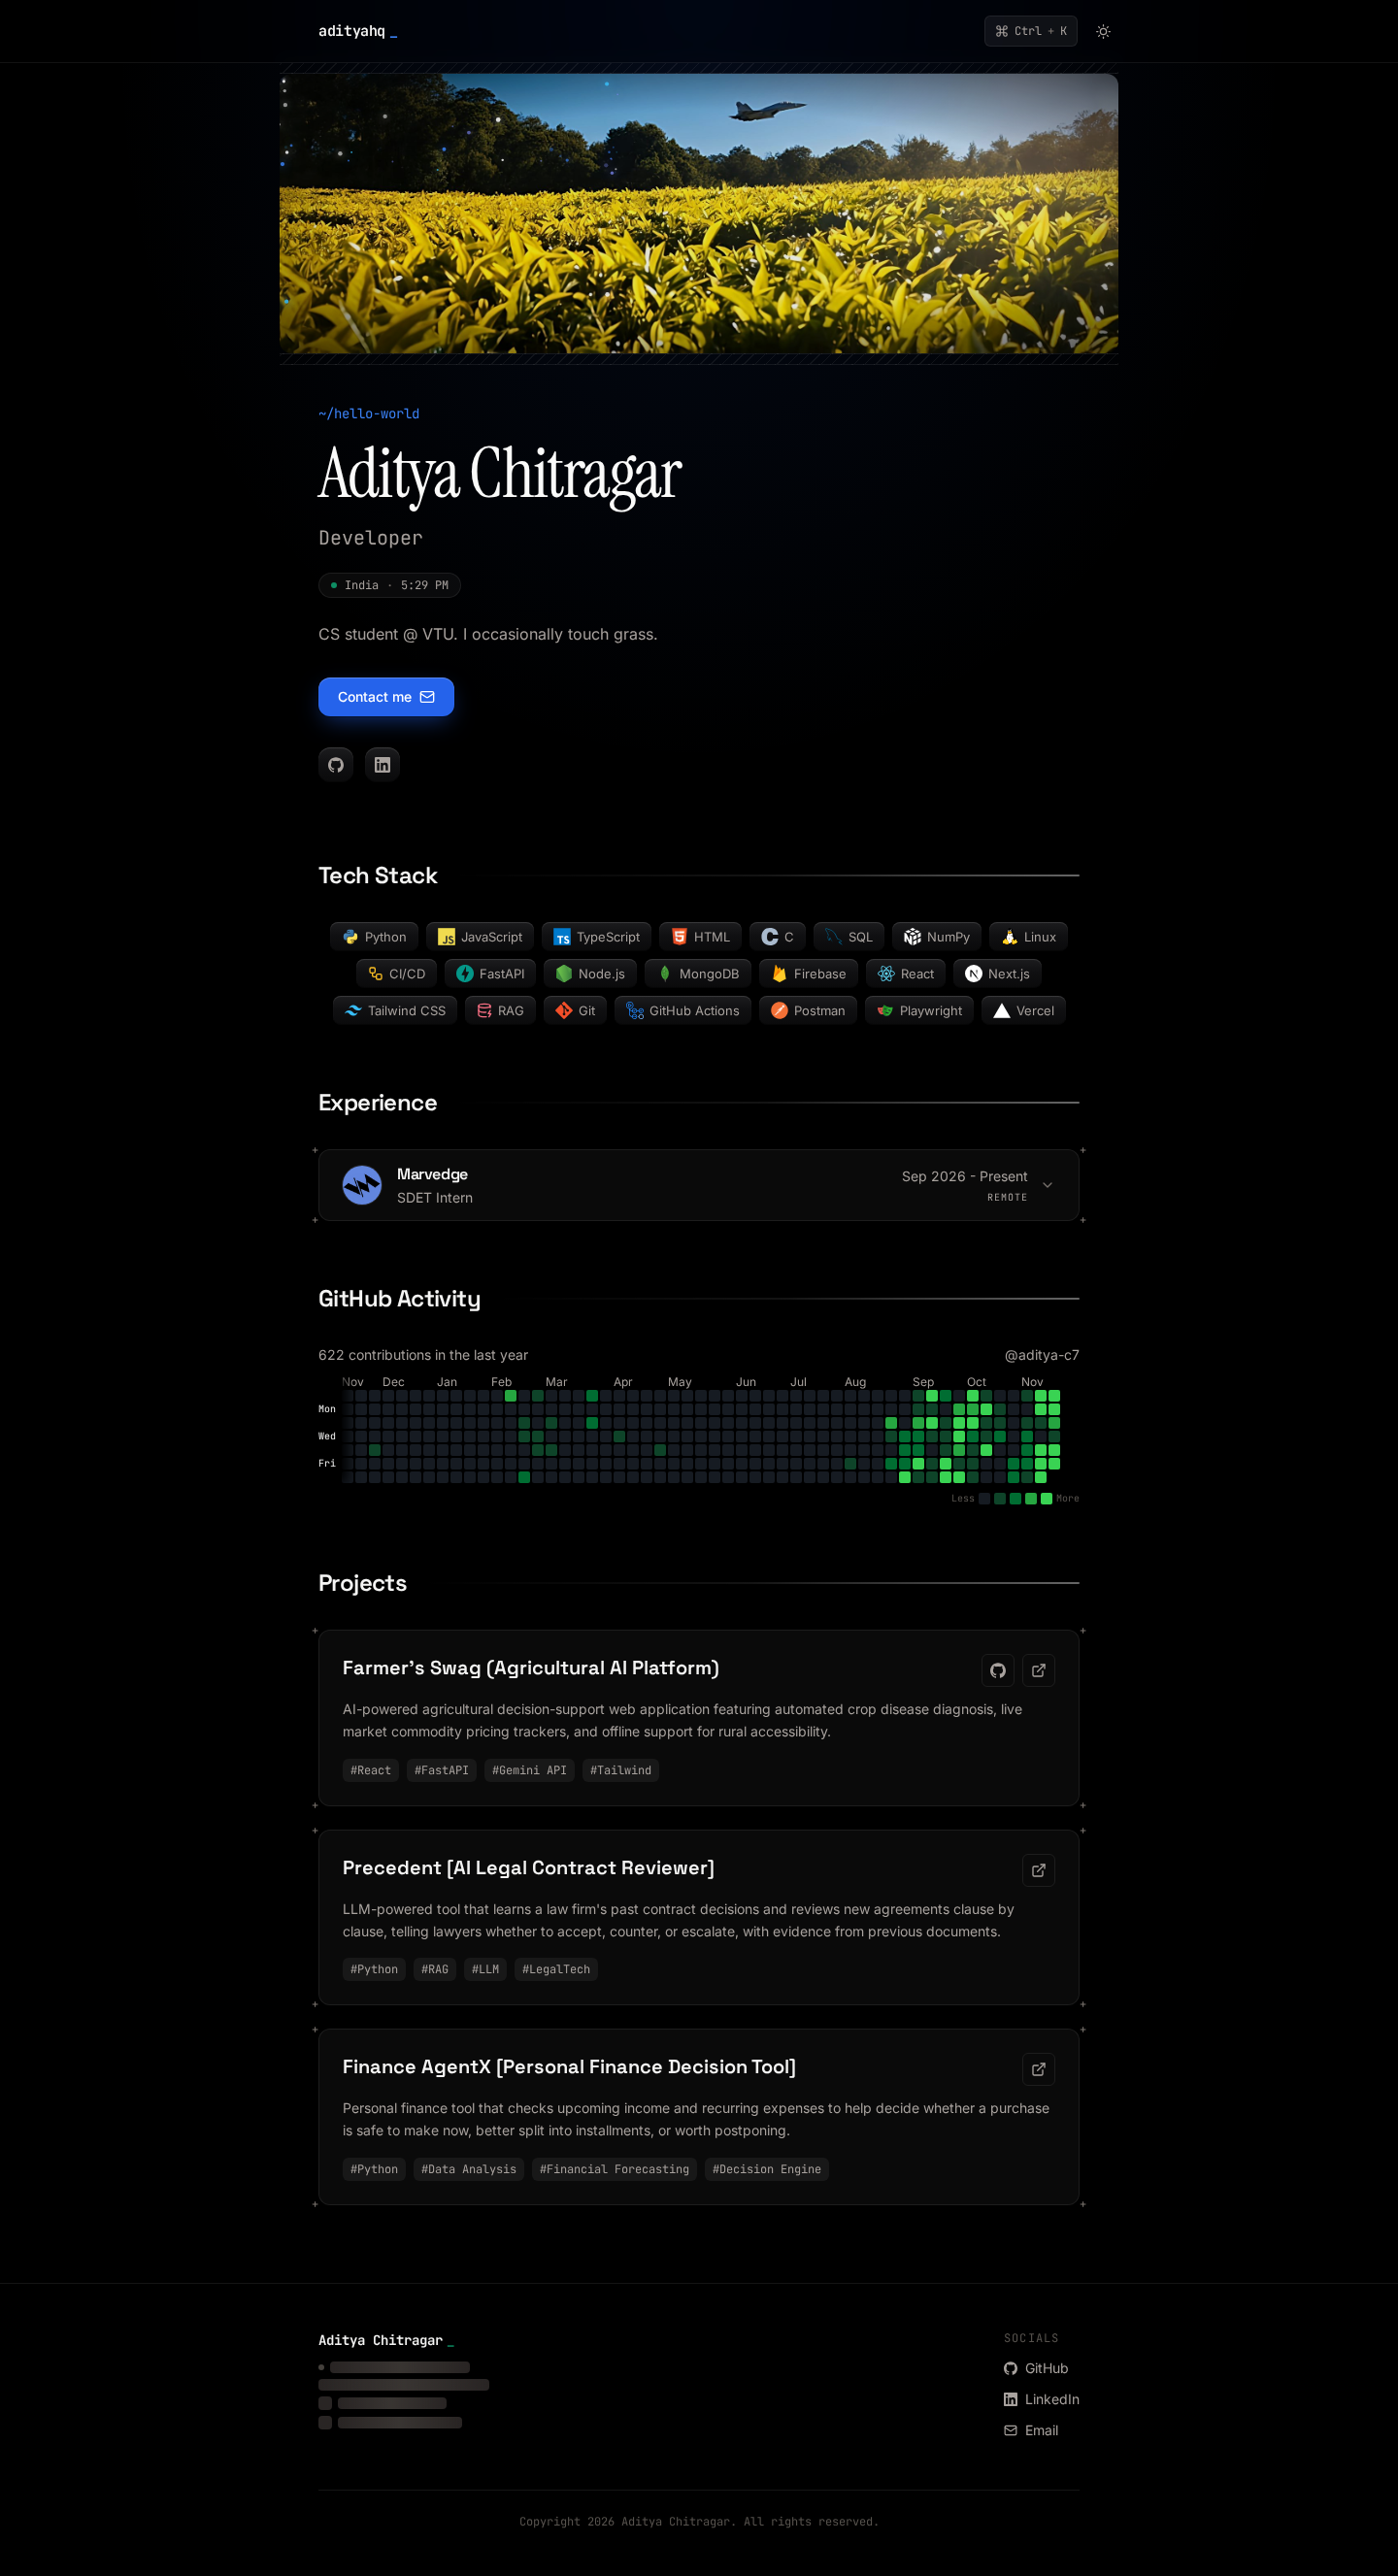 adityahq _
⌘ Ctrl + K
~/hello-world
Aditya Chitragar
Developer
India · 5:29 PM
CS student @ VTU. I occasionally touch grass.
Contact me
Tech Stack
Python JavaScript TypeScript HTML C SQL NumPy Linux
CI/CD FastAPI Node.js MongoDB Firebase React Next.js
Tailwind CSS RAG Git GitHub Actions Postman Playwright Vercel
Experience
Marvedge
Sep 2026 - Present
SDET Intern
REMOTE
GitHub Activity
622 contributions in the last year
@aditya-c7
Nov Dec Jan Feb Mar Apr May Jun Jul Aug Sep Oct Nov
Mon
Wed
Fri
Less More
Projects
Farmer's Swag (Agricultural AI Platform)
AI-powered agricultural decision-support web application featuring automated crop disease diagnosis, live
market commodity pricing trackers, and offline support for rural accessibility.
#React #FastAPI #Gemini API #Tailwind
Precedent [AI Legal Contract Reviewer]
LLM-powered tool that learns a law firm's past contract decisions and reviews new agreements clause by
clause, telling lawyers whether to accept, counter, or escalate, with evidence from previous documents.
#Python #RAG #LLM #LegalTech
Finance AgentX [Personal Finance Decision Tool]
Personal finance tool that checks upcoming income and recurring expenses to help decide whether a purchase
is safe to make now, better split into installments, or worth postponing.
#Python #Data Analysis #Financial Forecasting #Decision Engine
Aditya Chitragar _
SOCIALS
GitHub
LinkedIn
Email
Copyright 2026 Aditya Chitragar. All rights reserved.